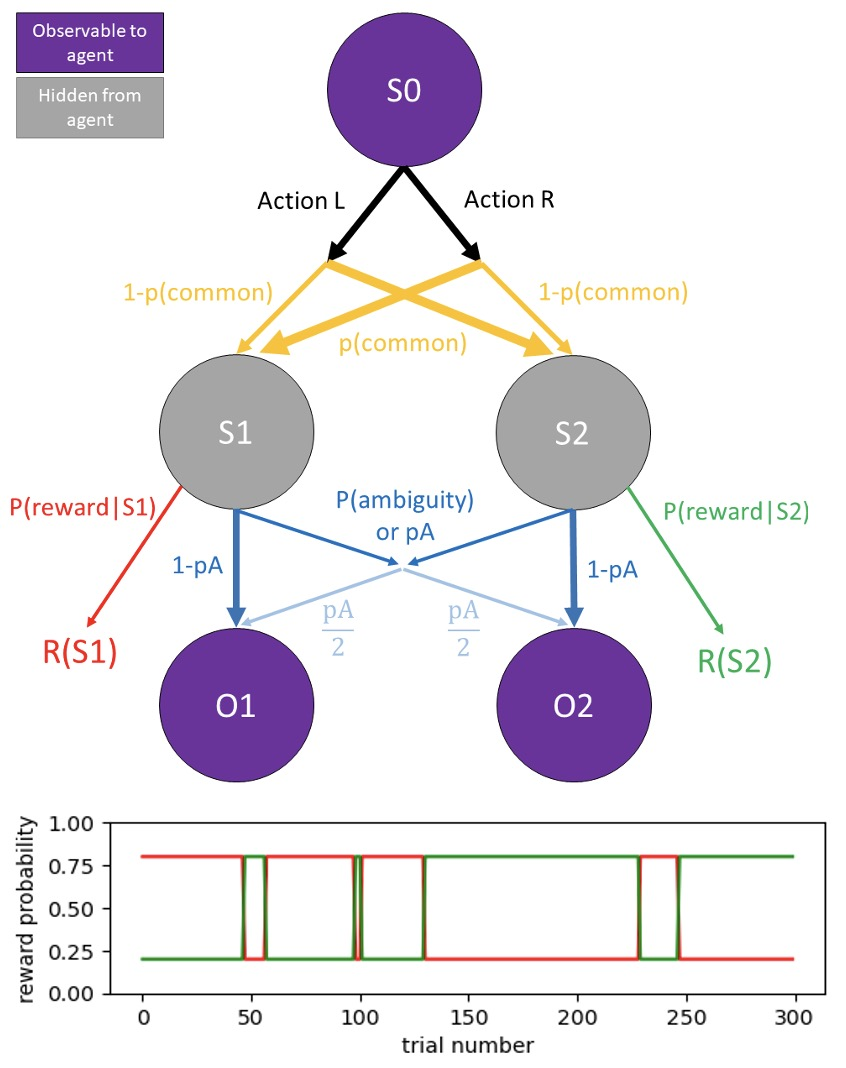 Observable to
agent
Hidden from
agent
S0
Action L
Action R
1-p(common)
1-p(common)
p(common)
S1
S2
P(reward|S1)
P(ambiguity)
or pA
P(reward|S2)
1-pA
1-pA
pA
2
pA
2
R(S1)
R(S2)
O1
O2
reward probability
1.00
0.75
0.50
0.25
0.00
0
50
100
150
200
250
300
trial number